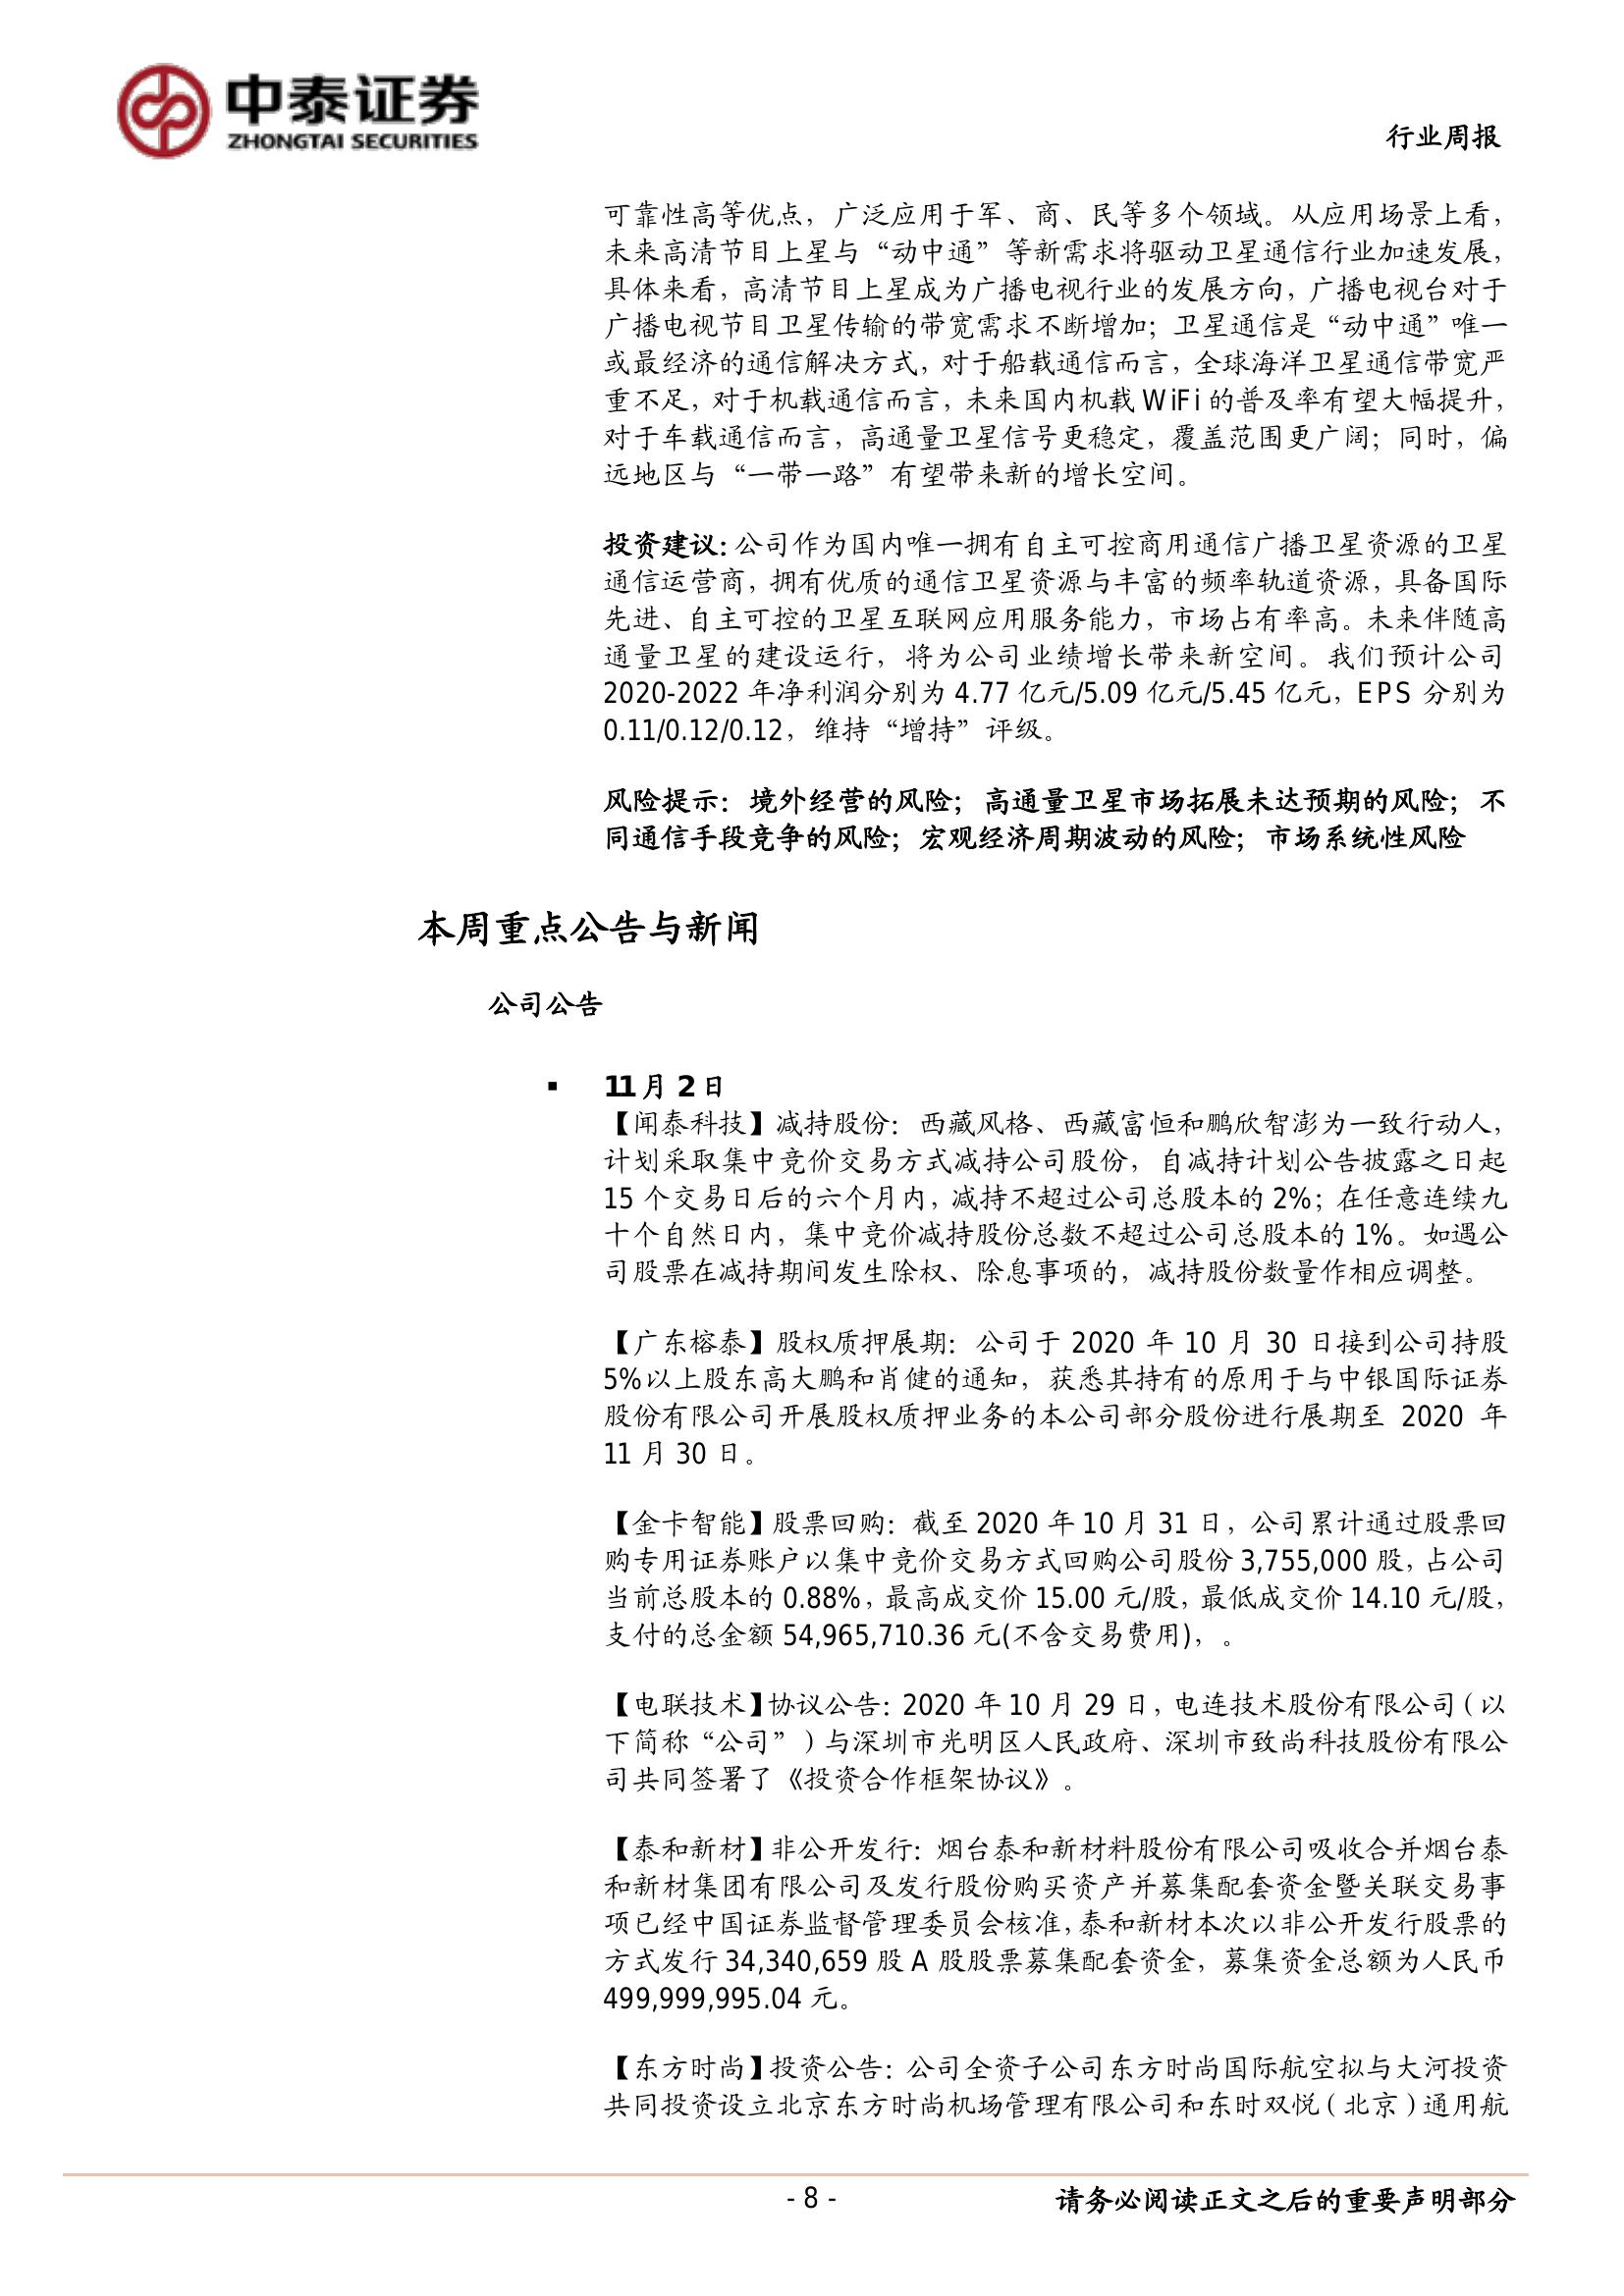 中泰证券
ZHONGTAI SECURITIES
行业周报
可靠性高等优点，广泛应用于军、商、民等多个领域。从应用场景上看，
未来高清节目上星与“动中通”等新需求将驱动卫星通信行业加速发展，
具体来看，高清节目上星成为广播电视行业的发展方向，广播电视台对于
广播电视节目卫星传输的带宽需求不断增加；卫星通信是“动中通”唯一
或最经济的通信解决方式，对于船载通信而言，全球海洋卫星通信带宽严
重不足，对于机载通信而言，未来国内机载 WiFi 的普及率有望大幅提升，
对于车载通信而言，高通量卫星信号更稳定，覆盖范围更广阔；同时，偏
远地区与“一带一路”有望带来新的增长空间。
投资建议：公司作为国内唯一拥有自主可控商用通信广播卫星资源的卫星
通信运营商，拥有优质的通信卫星资源与丰富的频率轨道资源，具备国际
先进、自主可控的卫星互联网应用服务能力，市场占有率高。未来伴随高
通量卫星的建设运行，将为公司业绩增长带来新空间。我们预计公司
2020-2022 年净利润分别为 4.77 亿元/5.09 亿元/5.45 亿元，EPS 分别为
0.11/0.12/0.12，维持“增持”评级。
风险提示：境外经营的风险；高通量卫星市场拓展未达预期的风险；不
同通信手段竞争的风险；宏观经济周期波动的风险；市场系统性风险
本周重点公告与新闻
公司公告
▪ 11 月 2 日
【闻泰科技】减持股份：西藏风格、西藏富恒和鹏欣智澎为一致行动人，
计划采取集中竞价交易方式减持公司股份，自减持计划公告披露之日起
15 个交易日后的六个月内，减持不超过公司总股本的 2%；在任意连续九
十个自然日内，集中竞价减持股份总数不超过公司总股本的 1%。如遇公
司股票在减持期间发生除权、除息事项的，减持股份数量作相应调整。
【广东榕泰】股权质押展期：公司于 2020 年 10 月 30 日接到公司持股
5%以上股东高大鹏和肖健的通知，获悉其持有的原用于与中银国际证券
股份有限公司开展股权质押业务的本公司部分股份进行展期至 2020 年
11 月 30 日。
【金卡智能】股票回购：截至 2020 年 10 月 31 日，公司累计通过股票回
购专用证券账户以集中竞价交易方式回购公司股份 3,755,000 股，占公司
当前总股本的 0.88%，最高成交价 15.00 元/股，最低成交价 14.10 元/股，
支付的总金额 54,965,710.36 元(不含交易费用)，。
【电联技术】协议公告：2020 年 10 月 29 日，电连技术股份有限公司（以
下简称“公司”）与深圳市光明区人民政府、深圳市致尚科技股份有限公
司共同签署了《投资合作框架协议》。
【泰和新材】非公开发行：烟台泰和新材料股份有限公司吸收合并烟台泰
和新材集团有限公司及发行股份购买资产并募集配套资金暨关联交易事
项已经中国证券监督管理委员会核准，泰和新材本次以非公开发行股票的
方式发行 34,340,659 股 A 股股票募集配套资金，募集资金总额为人民币
499,999,995.04 元。
【东方时尚】投资公告：公司全资子公司东方时尚国际航空拟与大河投资
共同投资设立北京东方时尚机场管理有限公司和东时双悦（北京）通用航
- 8 -
请务必阅读正文之后的重要声明部分